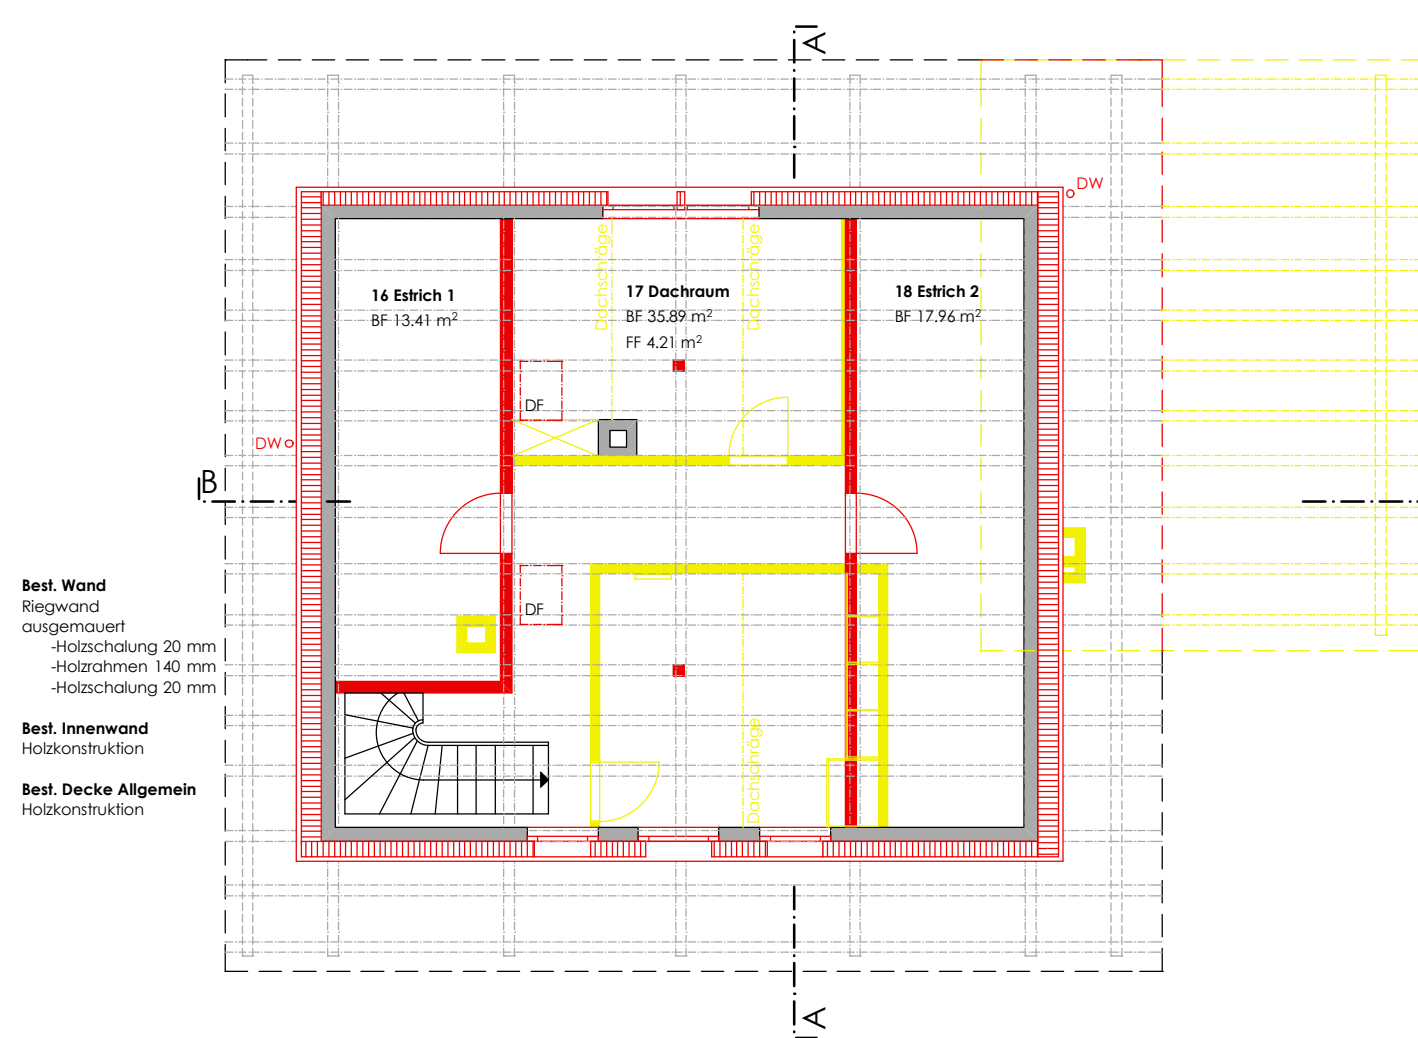 A
DW
Dachschräge
Dachschräge
16 Estrich 1
BF 13.41 m²
17 Dachraum
BF 35.89 m²
FF 4.21 m²
18 Estrich 2
BF 17.96 m²
DF
DW
B
Best. Wand
Riegwand
ausgemauert
-Holzschalung 20 mm
-Holzrahmen 140 mm
-Holzschalung 20 mm
DF
Best. Innenwand
Holzkonstruktion
Dachschräge
Best. Decke Allgemein
Holzkonstruktion
A